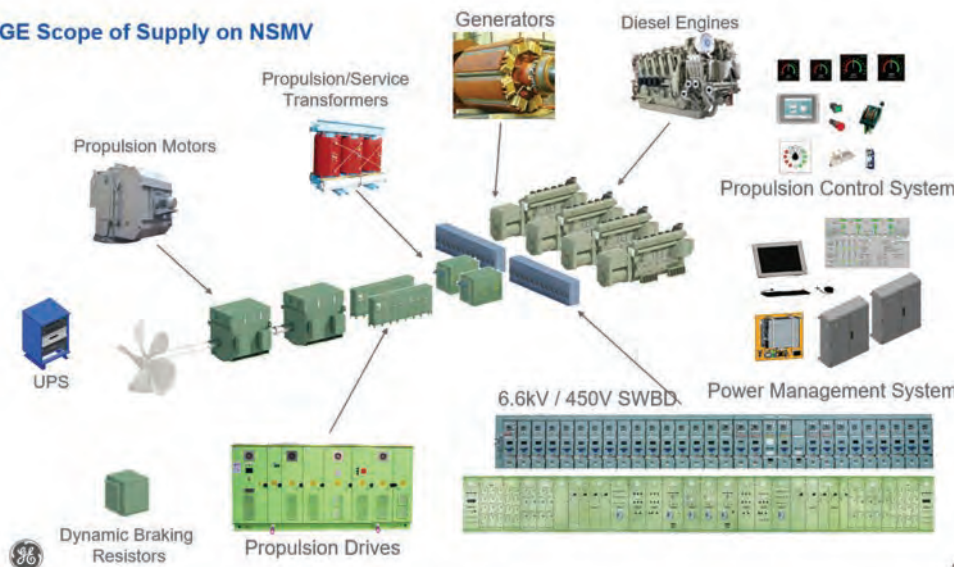 GE Scope of Supply on NSMV
Generators
Diesel Engines
Propulsion/Service
Transformers
Propulsion Motors
Propulsion Control System
UPS
6.6kV / 450V SWBD
Power Management System
Dynamic Braking
Resistors
Propulsion Drives